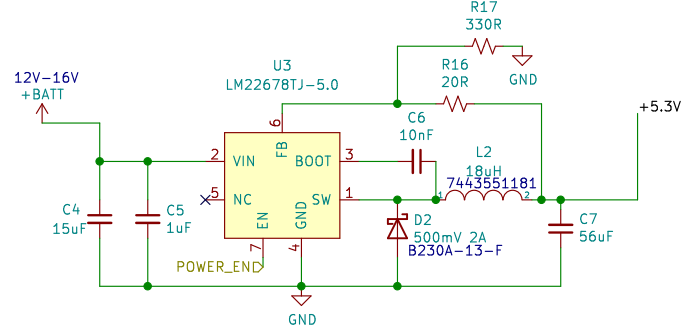 R17
330R
GND
12V-16V
+BATT
U3
LM22678TJ-5.0
R16
20R
+5.3V
C6
10nF
6
FB
2
VIN
BOOT
3
L2
18uH
7443551181
5
NC
SW
1
1
2
C4
15uF
C5
1uF
EN
GND
7
4
D2
500mV 2A
B230A-13-F
C7
56uF
POWER_EN
GND